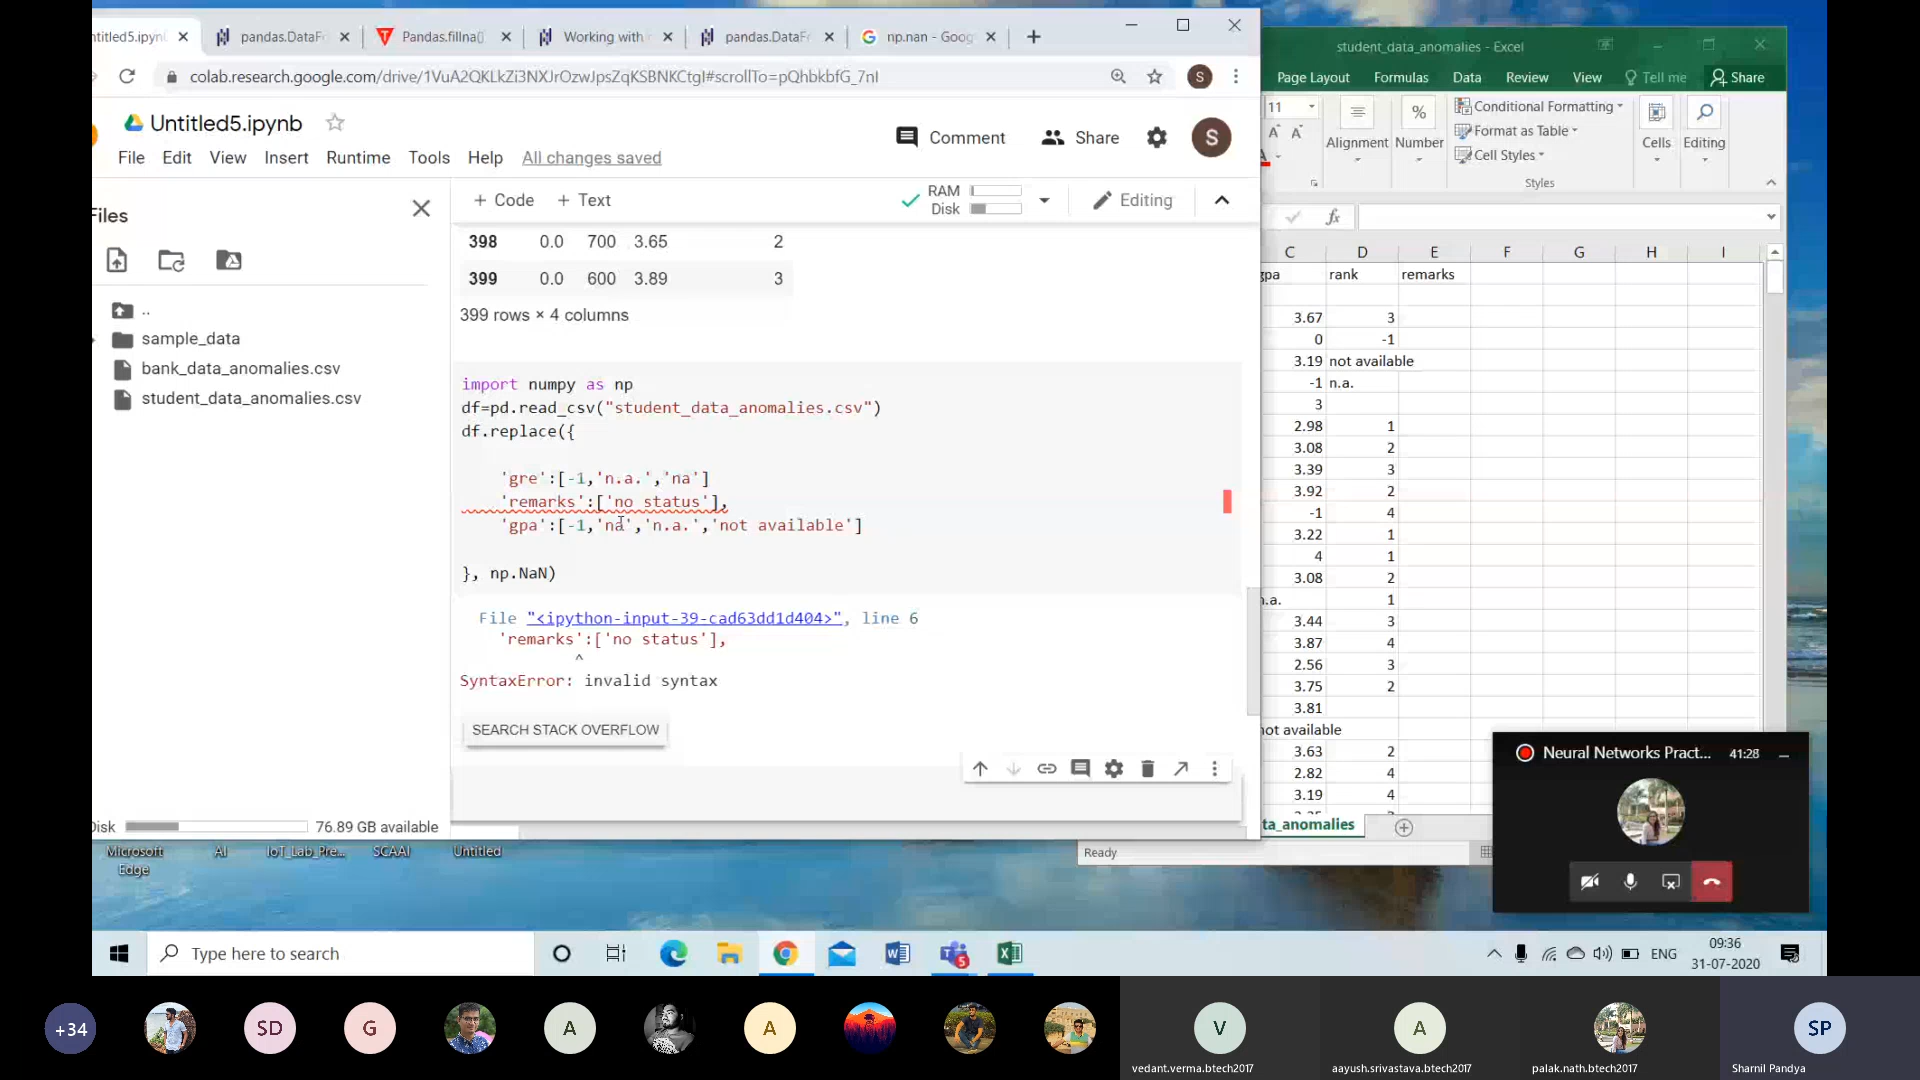 ntitled5.ipyn
pandas.DataF
Pandas.fillna()
Working with
pandas.DataF
np.nan - Goog
colab.research.google.com/drive/1VuA2QKLkZi3NXJrOzwJpsZqKSBNKCtgI#scrollTo=pQhbkbfG_7nI
S
Untitled5.ipynb
Comment
Share
S
File Edit View Insert Runtime Tools Help All changes saved
Files
+ Code + Text
RAM
Disk
Editing
..
sample_data
bank_data_anomalies.csv
student_data_anomalies.csv
Disk
76.89 GB available
398 0.0 700 3.65 2
399 0.0 600 3.89 3
399 rows × 4 columns
import numpy as np
df=pd.read_csv("student_data_anomalies.csv")
df.replace({
'gre':[-1,'n.a.','na']
'remarks':['no status'],
'gpa':[-1,'na','n.a.','not available']
}, np.NaN)
File "<ipython-input-39-cad63dd1d404>", line 6
'remarks':['no status'],
^
SyntaxError: invalid syntax
SEARCH STACK OVERFLOW
student_data_anomalies - Excel
Page Layout Formulas Data Review View Tell me Share
11
Alignment
Number
Conditional Formatting
Format as Table
Cell Styles
Styles
Cells
Editing
fx
C D E F G H I
gpa rank remarks
3.67 3
0 -1
3.19 not available
-1 n.a.
3
2.98 1
3.08 2
3.39 3
3.92 2
-1 4
3.22 1
4 1
3.08 2
n.a. 1
3.44 3
3.87 4
2.56 3
3.75 2
3.81
not available
3.63 2
2.82 4
3.19 4
ta_anomalies
Ready
Neural Networks Pract... 41:28
Microsoft Edge
AI
IoT_Lab_Pre...
SCAAI
Untitled
Type here to search
ENG
09:36
31-07-2020
+34
SD
G
A
A
V
A
SP
vedant.verma.btech2017
aayush.srivastava.btech2017
palak.nath.btech2017
Sharnil Pandya